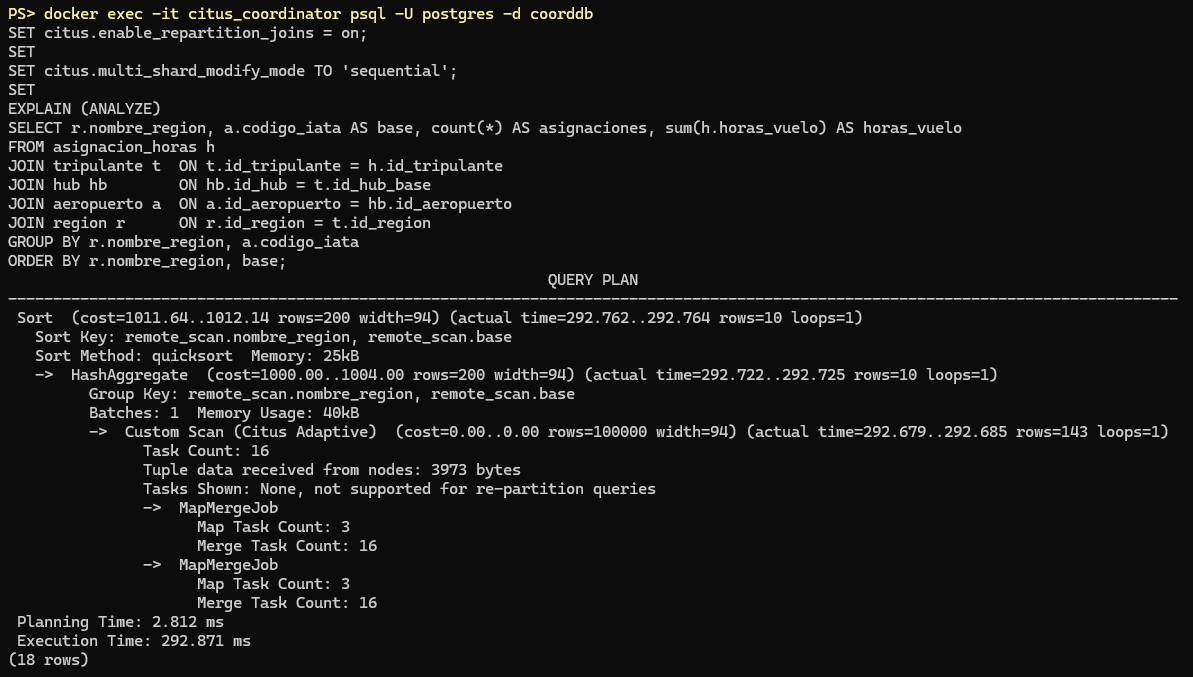 PS> docker exec -it citus_coordinator psql -U postgres -d coorddb
SET citus.enable_repartition_joins = on;
SET
SET citus.multi_shard_modify_mode TO 'sequential';
SET
EXPLAIN (ANALYZE)
SELECT r.nombre_region, a.codigo_iata AS base, count(*) AS asignaciones, sum(h.horas_vuelo) AS horas_vuelo
FROM asignacion_horas h
JOIN tripulante t  ON t.id_tripulante = h.id_tripulante
JOIN hub hb        ON hb.id_hub = t.id_hub_base
JOIN aeropuerto a  ON a.id_aeropuerto = hb.id_aeropuerto
JOIN region r      ON r.id_region = t.id_region
GROUP BY r.nombre_region, a.codigo_iata
ORDER BY r.nombre_region, base;
QUERY PLAN
----------------------------------------------------------------------------------------------------------------------------------
Sort  (cost=1011.64..1012.14 rows=200 width=94) (actual time=292.762..292.764 rows=10 loops=1)
Sort Key: remote_scan.nombre_region, remote_scan.base
Sort Method: quicksort  Memory: 25kB
->  HashAggregate  (cost=1000.00..1004.00 rows=200 width=94) (actual time=292.722..292.725 rows=10 loops=1)
Group Key: remote_scan.nombre_region, remote_scan.base
Batches: 1  Memory Usage: 40kB
->  Custom Scan (Citus Adaptive)  (cost=0.00..0.00 rows=100000 width=94) (actual time=292.679..292.685 rows=143 loops=1)
Task Count: 16
Tuple data received from nodes: 3973 bytes
Tasks Shown: None, not supported for re-partition queries
->  MapMergeJob
Map Task Count: 3
Merge Task Count: 16
->  MapMergeJob
Map Task Count: 3
Merge Task Count: 16
Planning Time: 2.812 ms
Execution Time: 292.871 ms
(18 rows)